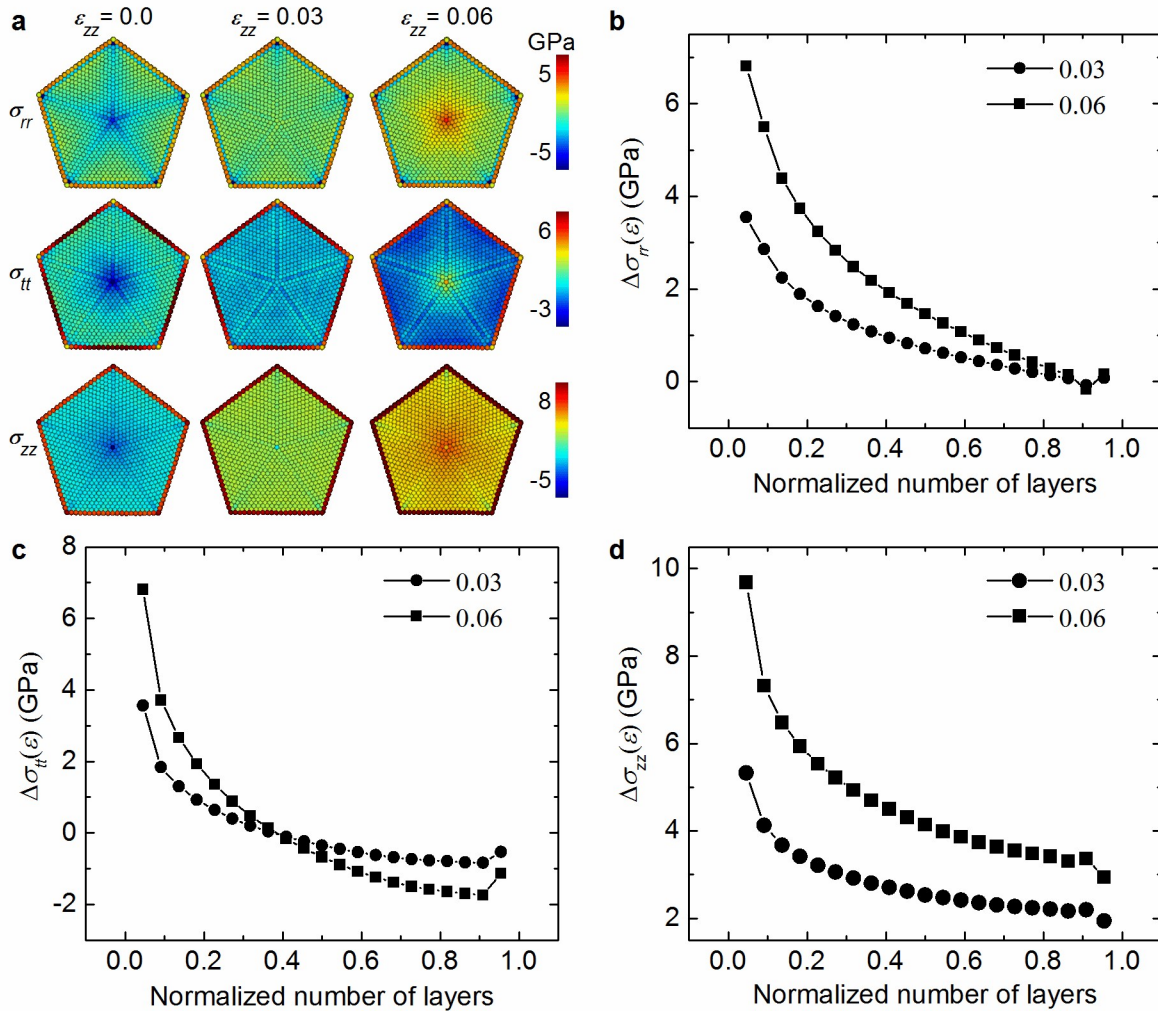 a
ε_zz = 0.0
ε_zz = 0.03
ε_zz = 0.06
GPa
σ_rr
5
-5
σ_tt
6
-3
σ_zz
8
-5
b
0.03
0.06
6
4
2
0
Δσ_rr(ε) (GPa)
0.0 0.2 0.4 0.6 0.8 1.0
Normalized number of layers
c
0.03
0.06
8
6
4
2
0
-2
Δσ_tt(ε) (GPa)
0.0 0.2 0.4 0.6 0.8 1.0
Normalized number of layers
d
0.03
0.06
10
8
6
4
2
Δσ_zz(ε) (GPa)
0.0 0.2 0.4 0.6 0.8 1.0
Normalized number of layers